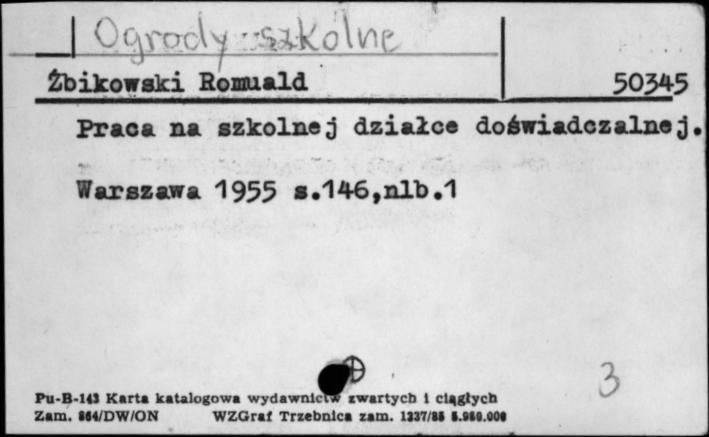 Ogrody szkolne
Żbikowski Romuald 50345
Praca na szkolnej działce doświadczalnej.
Warszawa 1955 s.146,nlb.1
3
Pu-B-143 Karta katalogowa wydawnictw zwartych i ciągłych
Zam. 864/DW/ON WZGraf Trzebnica zam. 1237/85 5.980.000